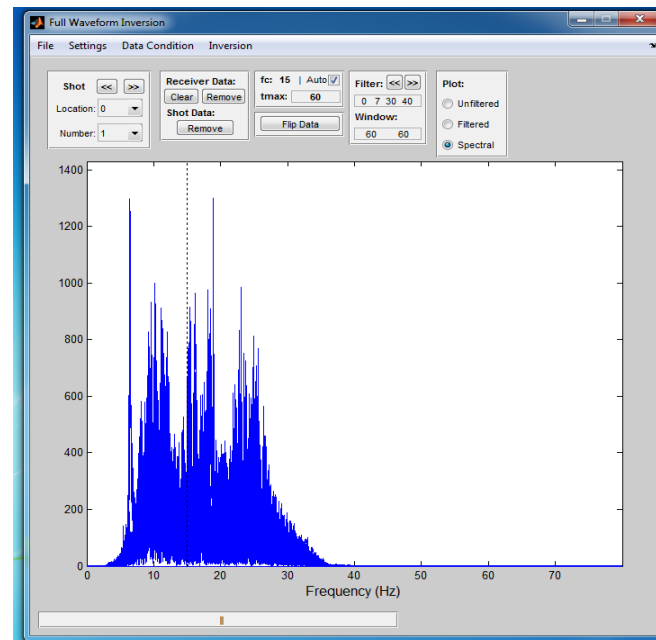 Full Waveform Inversion
File Settings Data Condition Inversion
Shot << >>
Location: 0
Number: 1
Receiver Data:
Clear Remove
Shot Data:
Remove
fc: 15 | Auto
tmax: 60
Flip Data
Filter: << >>
0 7 30 40
Window:
60 60
Plot:
Unfiltered
Filtered
Spectral
1400
1200
1000
800
600
400
200
0
0 10 20 30 40 50 60 70
Frequency (Hz)